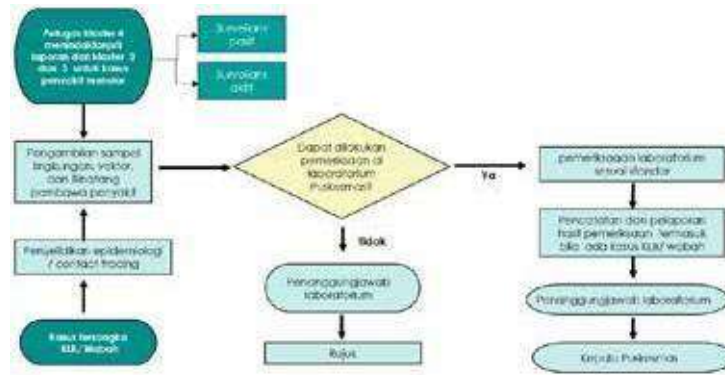 Petugas klaster 4
menindaklanjuti
laporan dari klaster 2
dan 3 untuk kasus
penyakit menular
Surveilans
pasif
Surveilans
aktif
Pengambilan sampel
lingkungan, vektor,
dan Binatang
pembawa penyakit
Dapat dilakukan
pemeriksaan di
laboratorium
Puskesmas?
Ya
pemeriksaan laboratorium
sesuai standar
Penyelidikan epidemiologi
/ contact tracing
Tidak
Pencatatan dan pelaporan
hasil pemeriksaan termasuk
bila ada kasus KLB/ wabah
Penanggungjawab
laboratorium
Penanggungjawab laboratorium
Kasus tersangka
KLB/ Wabah
Rujuk
Kepala Puskesmas